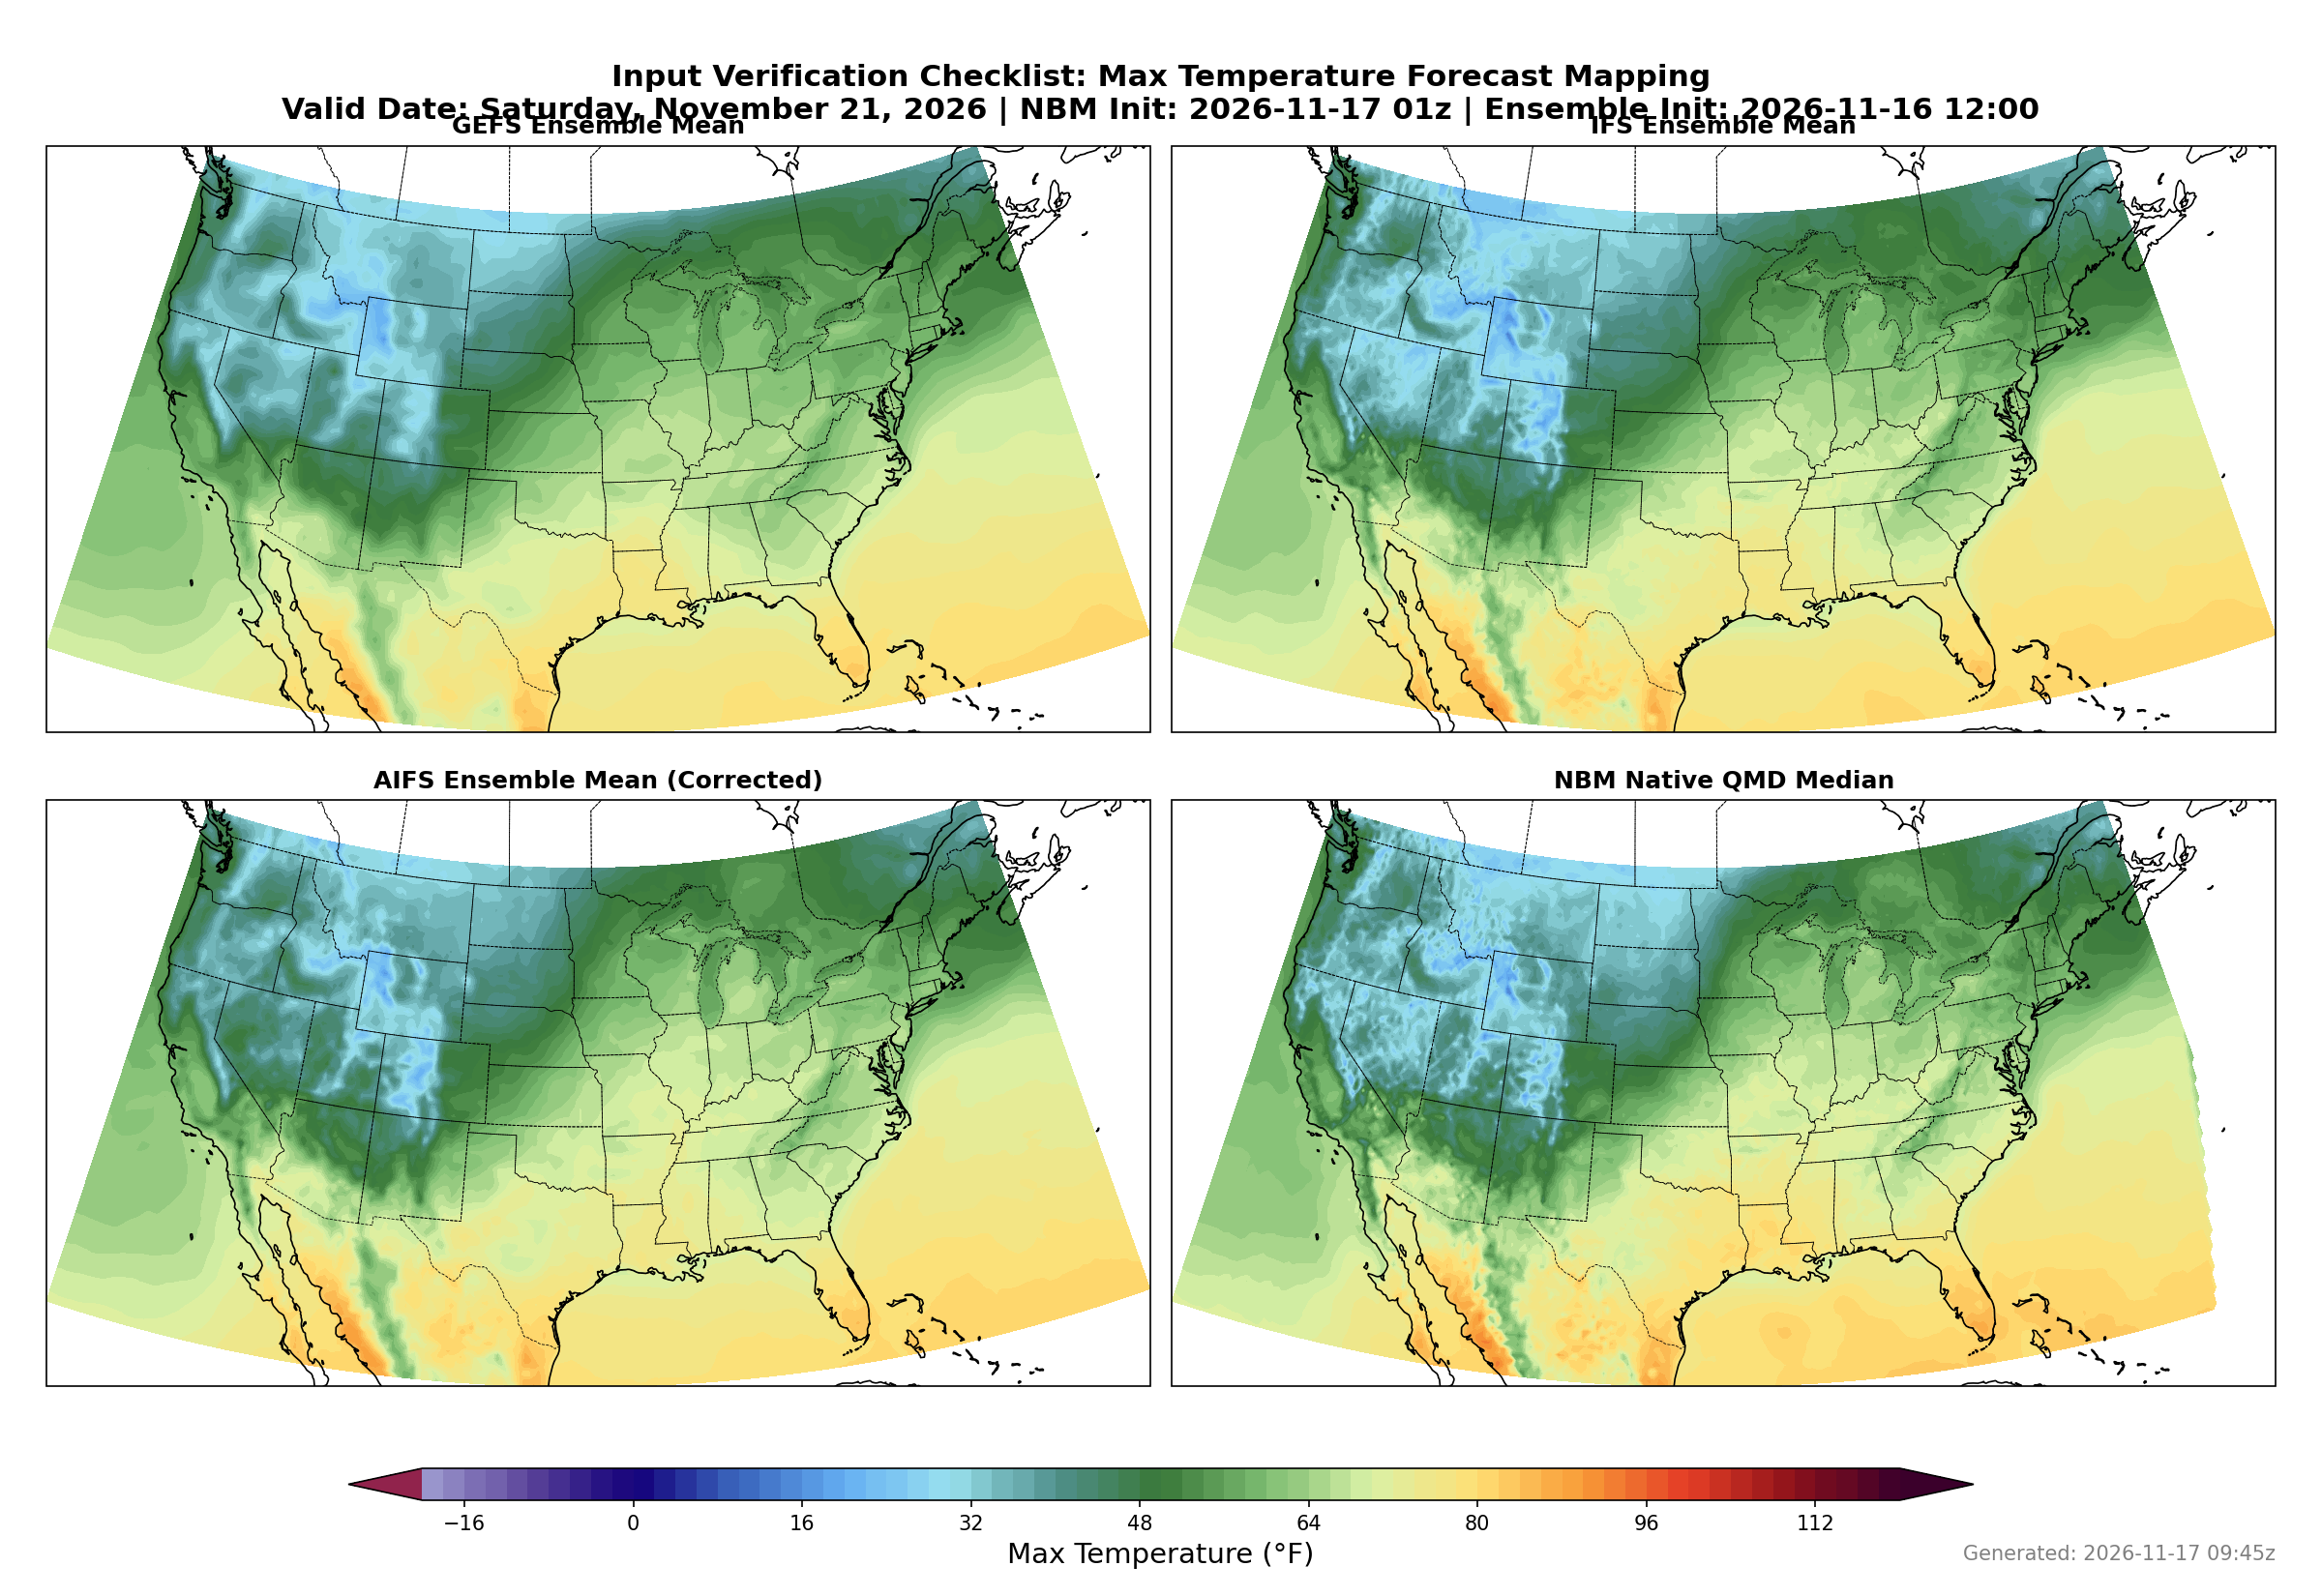 Input Verification Checklist: Max Temperature Forecast Mapping
Valid Date: Saturday, November 21, 2026 | NBM Init: 2026-11-17 01z | Ensemble Init: 2026-11-16 12:00
GEFS Ensemble Mean
IFS Ensemble Mean
AIFS Ensemble Mean (Corrected)
NBM Native QMD Median
−16 0 16 32 48 64 80 96 112
Max Temperature (°F)
Generated: 2026-11-17 09:45z